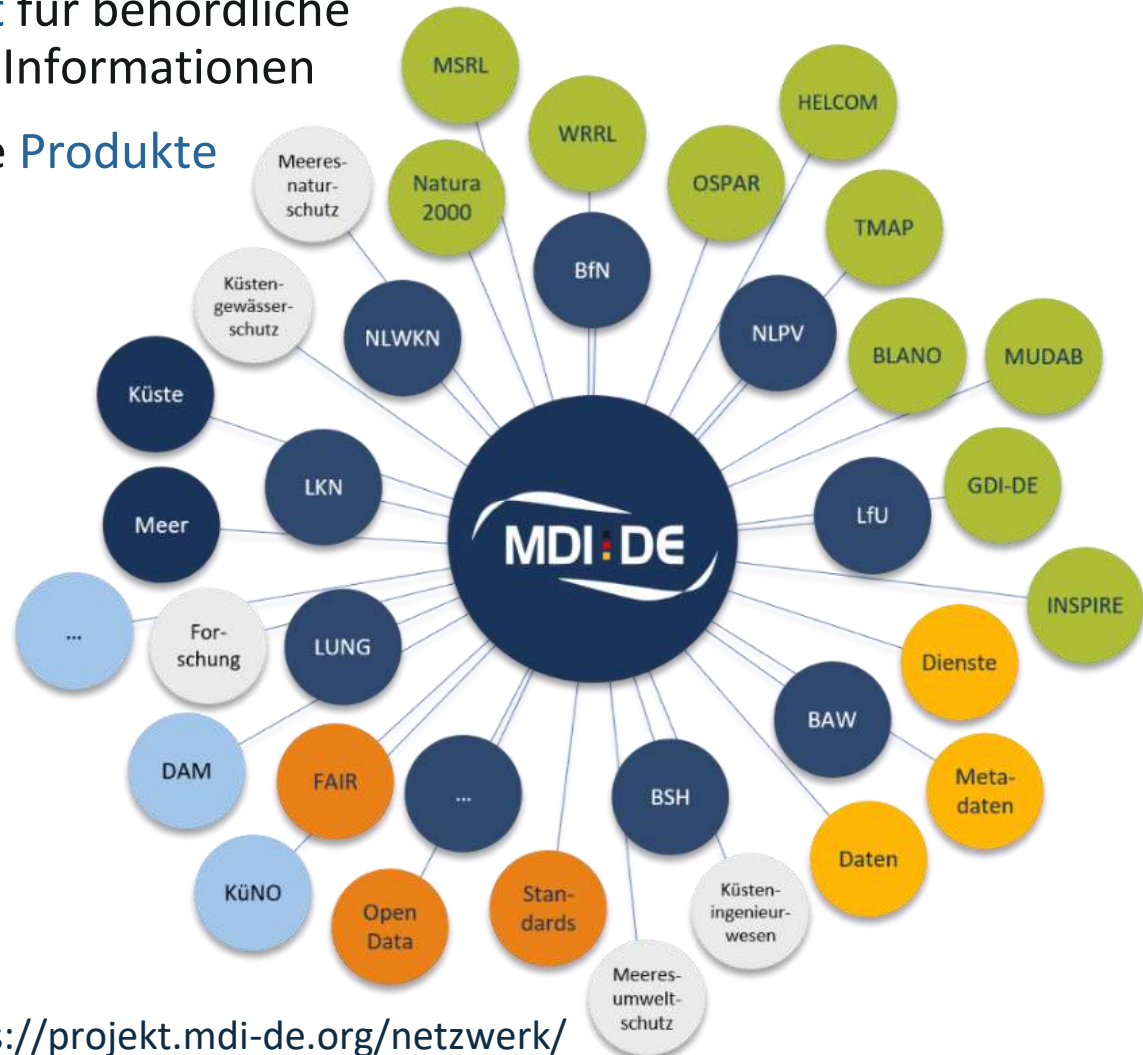 für behördliche
Informationen
Produkte
MSRL
HELCOM
WRRL
Meeres-
natur-
schutz
Natura
2000
OSPAR
TMAP
BfN
Küsten-
gewässer-
schutz
NLWKN
NLPV
BLANO
MUDAB
Küste
LKN
GDI-DE
LfU
Meer
MDI:DE
INSPIRE
...
For-
schung
LUNG
Dienste
BAW
DAM
FAIR
...
BSH
Meta-
daten
KüNO
Open
Data
Stan-
dards
Daten
Küsten-
ingenieur-
wesen
Meeres-
umwelt-
schutz
://projekt.mdi-de.org/netzwerk/